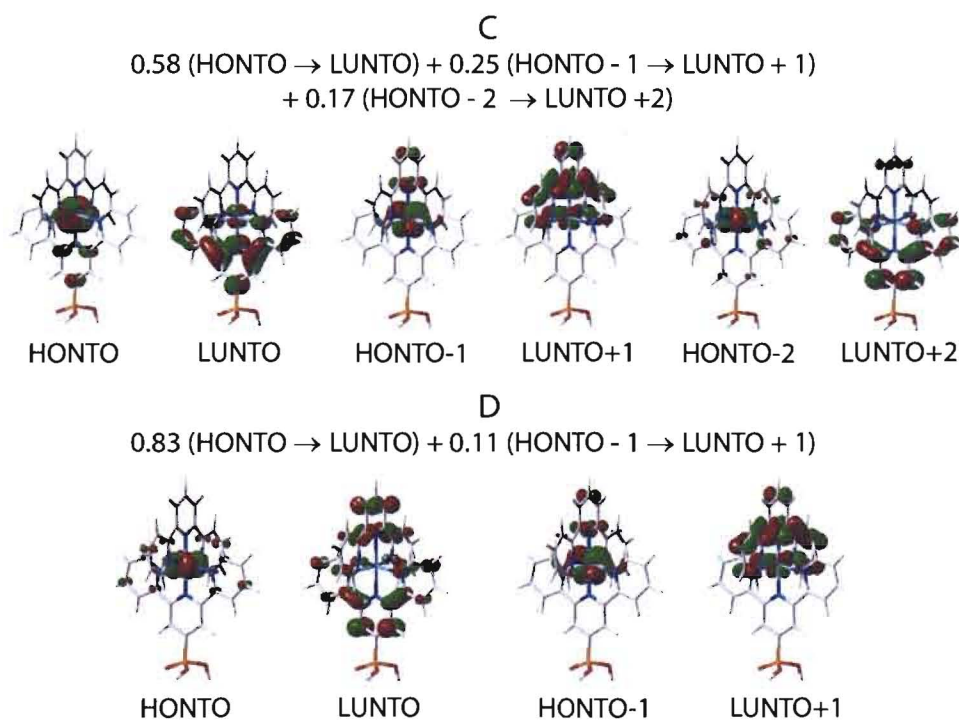 C
0.58 (HONTO → LUNTO) + 0.25 (HONTO - 1 → LUNTO + 1)
+ 0.17 (HONTO - 2 → LUNTO +2)
HONTO LUNTO HONTO-1 LUNTO+1 HONTO-2 LUNTO+2
D
0.83 (HONTO → LUNTO) + 0.11 (HONTO - 1 → LUNTO + 1)
HONTO LUNTO HONTO-1 LUNTO+1